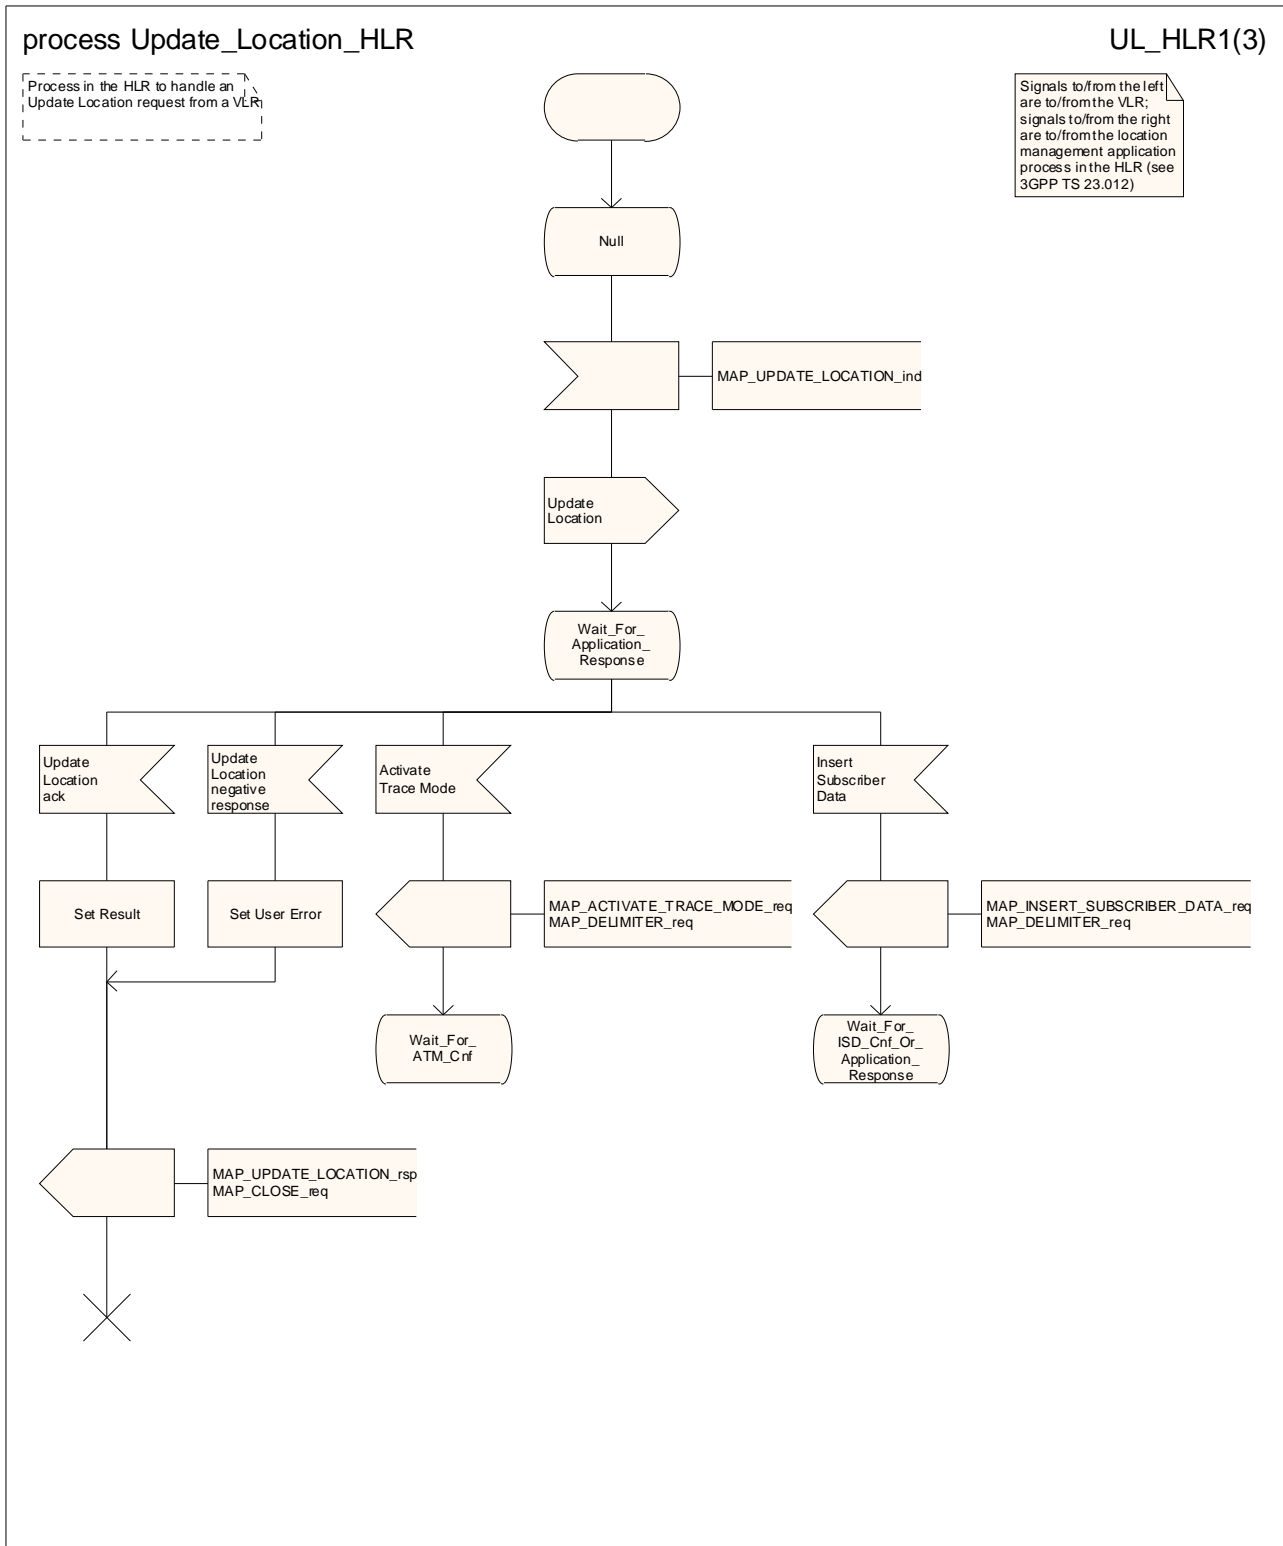 process Update_Location_HLR
UL_HLR1(3)
Process in the HLR to handle an
Update Location request from a VLR
Signals to/from the left
are to/from the VLR;
signals to/from the right
are to/from the location
management application
process in the HLR (see
3GPP TS 23.012)
Null
MAP_UPDATE_LOCATION_ind
Update
Location
Wait_For_
Application_
Response
Update
Location
ack
Update
Location
negative
response
Activate
Trace Mode
Insert
Subscriber
Data
Set Result
Set User Error
MAP_ACTIVATE_TRACE_MODE_req
MAP_DELIMITER_req
MAP_INSERT_SUBSCRIBER_DATA_req
MAP_DELIMITER_req
Wait_For_
ATM_Cnf
Wait_For_
ISD_Cnf_Or_
Application_
Response
MAP_UPDATE_LOCATION_rsp
MAP_CLOSE_req